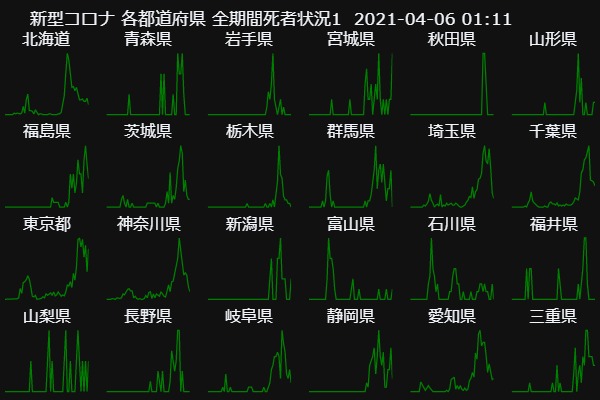 新型コロナ 各都道府県 全期間死者状況1 2021-04-06 01:11
北海道 青森県 岩手県 宮城県 秋田県 山形県
福島県 茨城県 栃木県 群馬県 埼玉県 千葉県
東京都 神奈川県 新潟県 富山県 石川県 福井県
山梨県 長野県 岐阜県 静岡県 愛知県 三重県